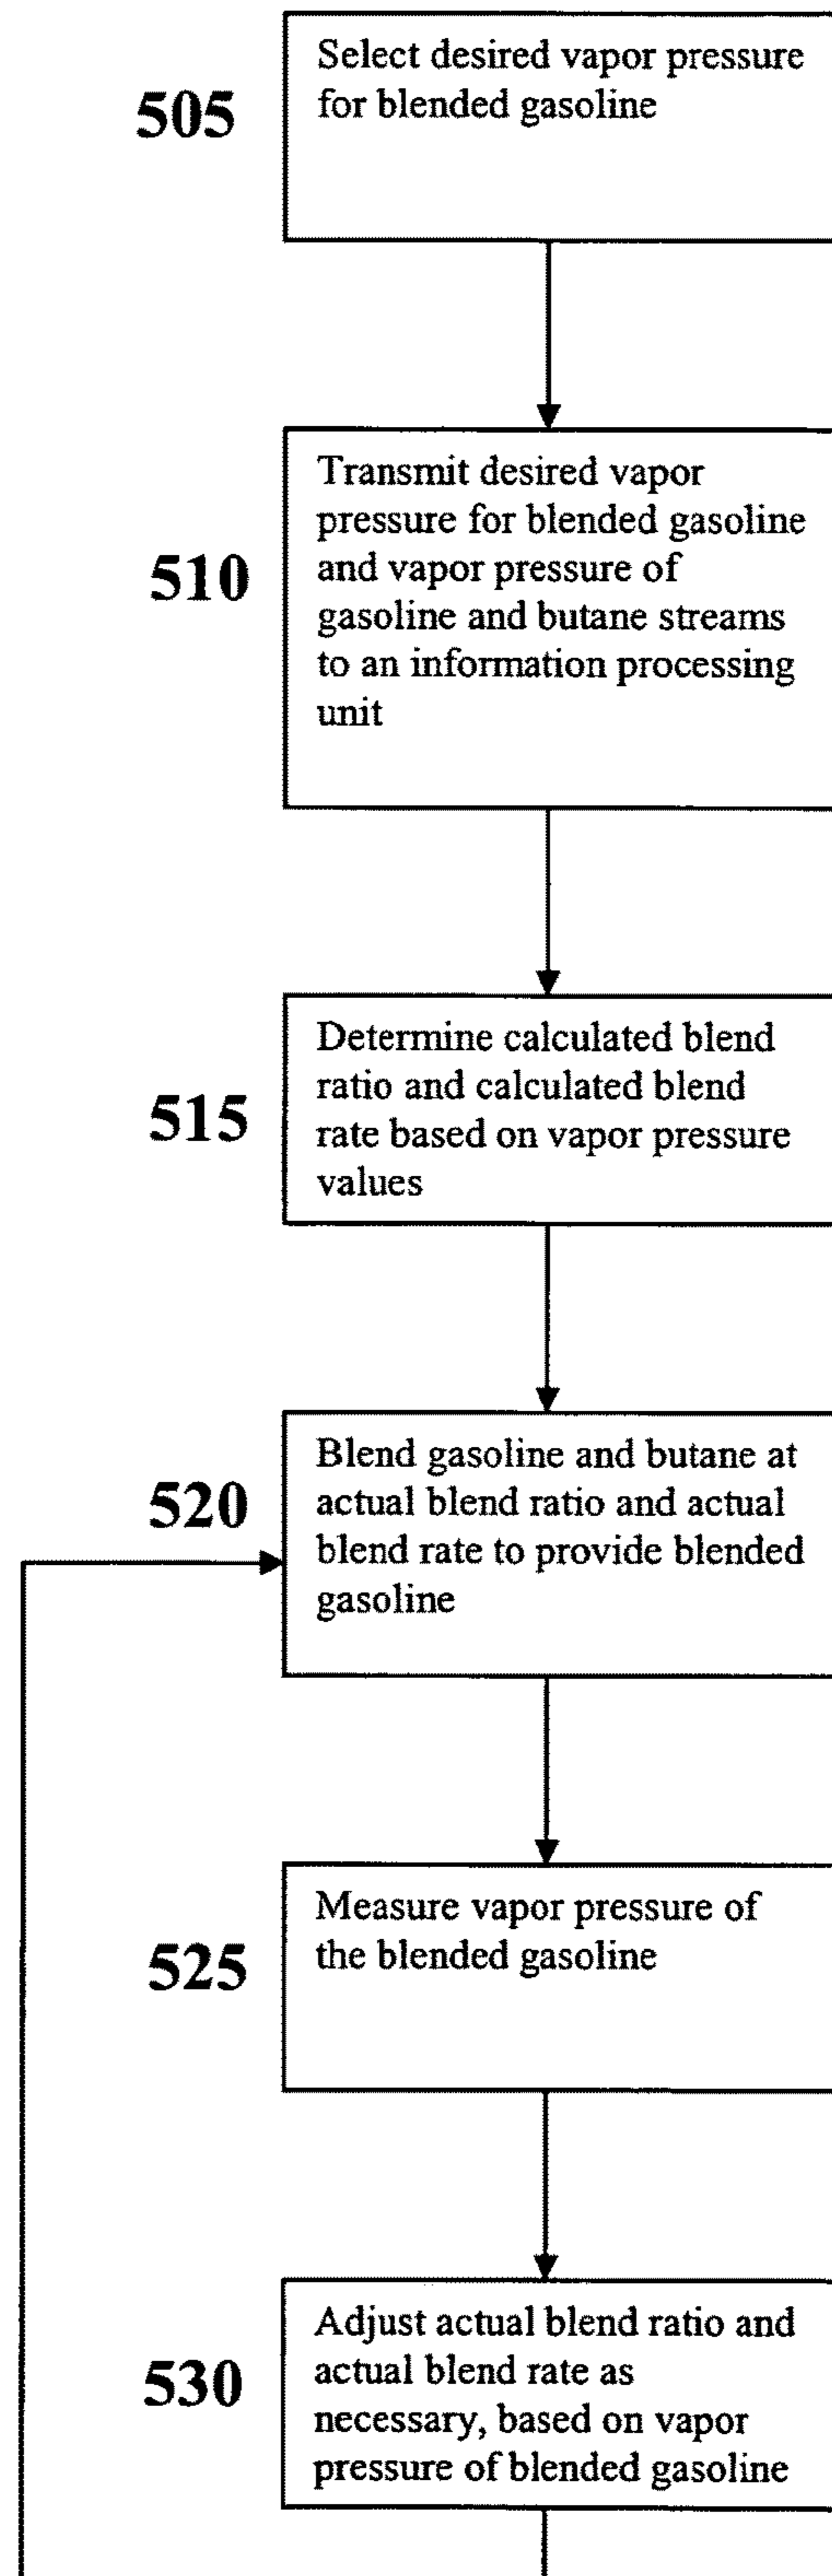 505
Select desired vapor pressure
for blended gasoline
510
Transmit desired vapor
pressure for blended gasoline
and vapor pressure of
gasoline and butane streams
to an information processing
unit
515
Determine calculated blend
ratio and calculated blend
rate based on vapor pressure
values
520
Blend gasoline and butane at
actual blend ratio and actual
blend rate to provide blended
gasoline
525
Measure vapor pressure of
the blended gasoline
530
Adjust actual blend ratio and
actual blend rate as
necessary, based on vapor
pressure of blended gasoline